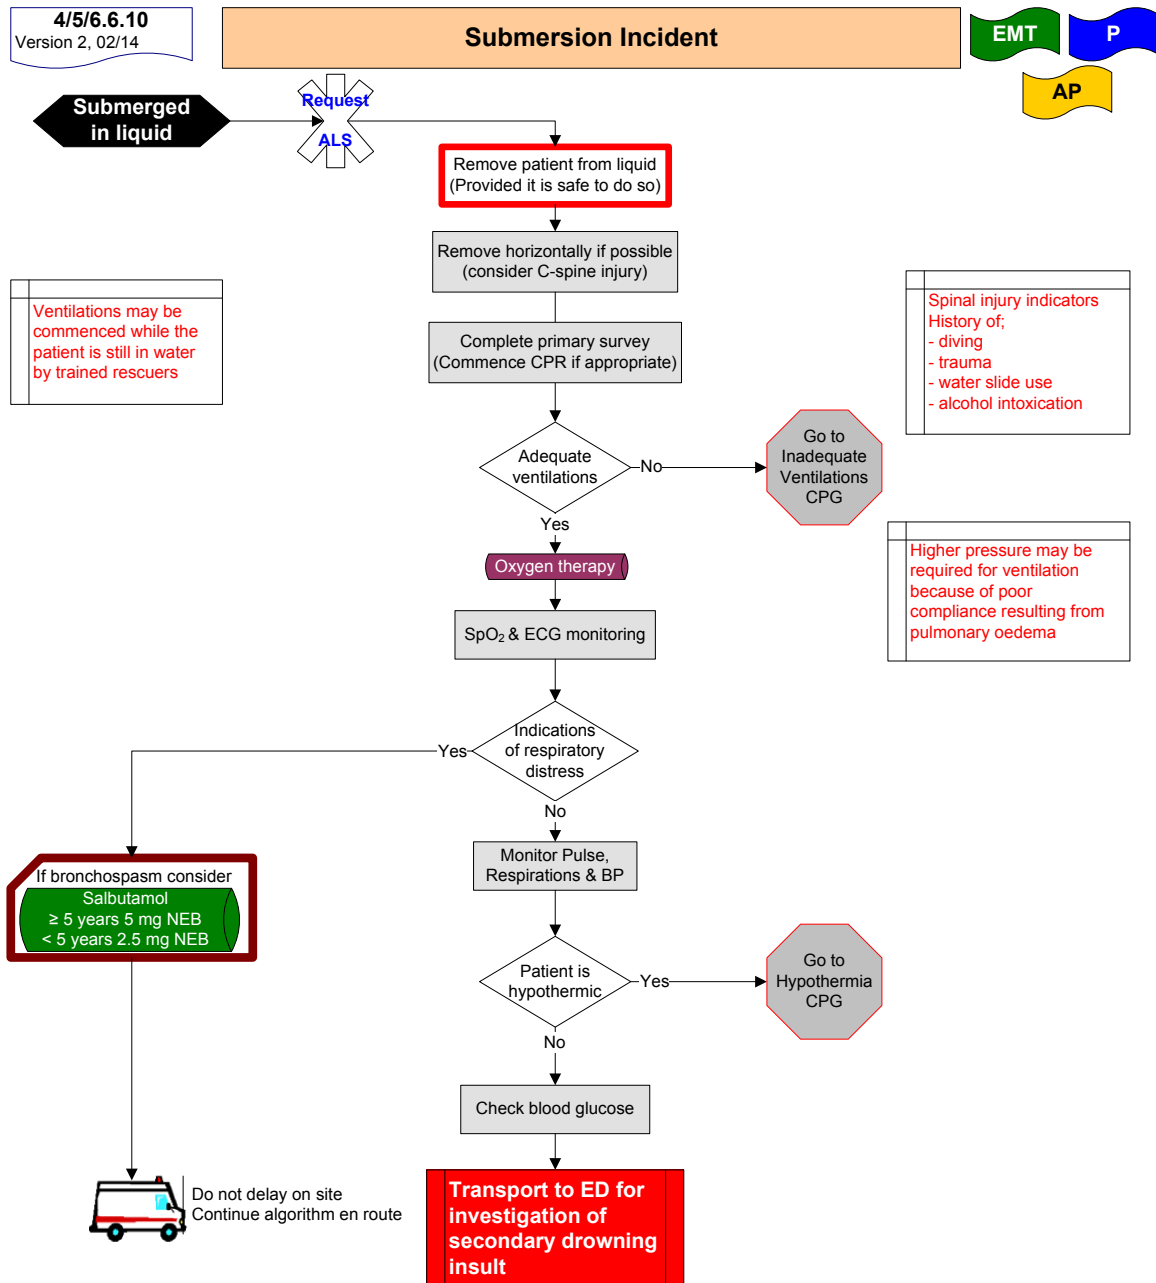 4/5/6.6.10
Version 2, 02/14
Submersion Incident
EMT
P
AP
Submerged
in liquid
Request
ALS
Remove patient from liquid
(Provided it is safe to do so)
Remove horizontally if possible
(consider C-spine injury)
Ventilations may be
commenced while the
patient is still in water
by trained rescuers
Spinal injury indicators
History of;
- diving
- trauma
- water slide use
- alcohol intoxication
Complete primary survey
(Commence CPR if appropriate)
Adequate
ventilations
No
Go to
Inadequate
Ventilations
CPG
Yes
Oxygen therapy
Higher pressure may be
required for ventilation
because of poor
compliance resulting from
pulmonary oedema
SpO₂ & ECG monitoring
Indications
of respiratory
distress
Yes
No
If bronchospasm consider
Salbutamol
≥ 5 years 5 mg NEB
< 5 years 2.5 mg NEB
Monitor Pulse,
Respirations & BP
Patient is
hypothermic
Yes
Go to
Hypothermia
CPG
No
Check blood glucose
Do not delay on site
Continue algorithm en route
Transport to ED for
investigation of
secondary drowning
insult